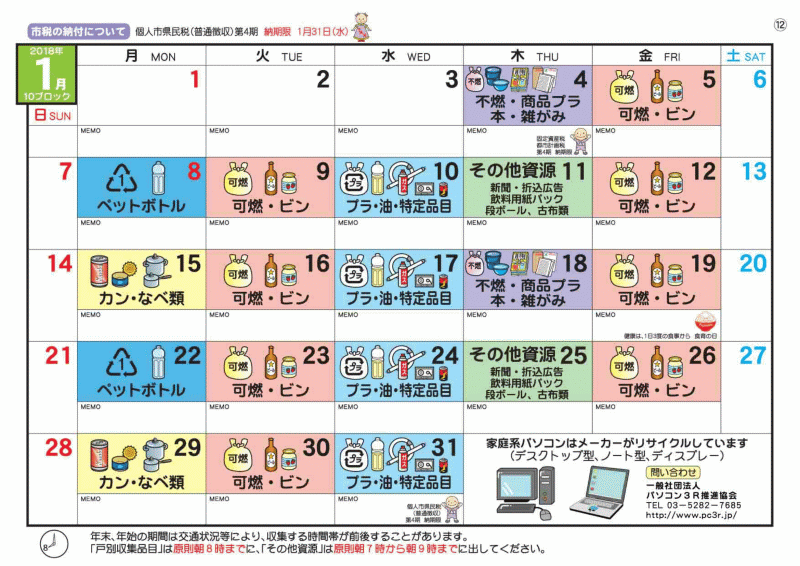 市税の納付について 個人市県民税(普通徴収)第4期 納期限 1月31日(水)
⑫
2018年
1月
10ブロック
日 SUN
月 MON
火 TUE
水 WED
木 THU
金 FRI
土 SAT
1
MEMO
2
MEMO
3
MEMO
不燃
4
不燃・商品プラ
本・雑がみ
MEMO
固定資産税
都市計画税
第4期 納期限
可燃
5
可燃・ビン
MEMO
6
7
1
8
ペットボトル
MEMO
可燃
9
可燃・ビン
MEMO
プラ
10
プラ・油・特定品目
MEMO
その他資源 11
新聞・折込広告
飲料用紙パック
段ボール、古布類
MEMO
可燃
12
可燃・ビン
MEMO
13
14
15
カン・なべ類
MEMO
可燃
16
可燃・ビン
MEMO
プラ
17
プラ・油・特定品目
MEMO
不燃
18
不燃・商品プラ
本・雑がみ
MEMO
可燃
19
可燃・ビン
MEMO
健康は、1日3度の食事から 食育の日
20
21
1
22
ペットボトル
MEMO
可燃
23
可燃・ビン
MEMO
プラ
24
プラ・油・特定品目
MEMO
その他資源 25
新聞・折込広告
飲料用紙パック
段ボール、古布類
MEMO
可燃
26
可燃・ビン
MEMO
27
28
29
カン・なべ類
MEMO
可燃
30
可燃・ビン
MEMO
プラ
31
プラ・油・特定品目
MEMO
個人市県民税
(普通徴収)
第4期 納期限
家庭系パソコンはメーカーがリサイクルしています
(デスクトップ型、ノート型、ディスプレー)
問い合わせ
一般社団法人
パソコン3R推進協会
TEL 03-5282-7685
http://www.pc3r.jp/
8
年末、年始の期間は交通状況等により、収集する時間帯が前後することがあります。
「戸別収集品目」は原則朝8時までに、「その他資源」は原則朝7時から朝9時までに出してください。